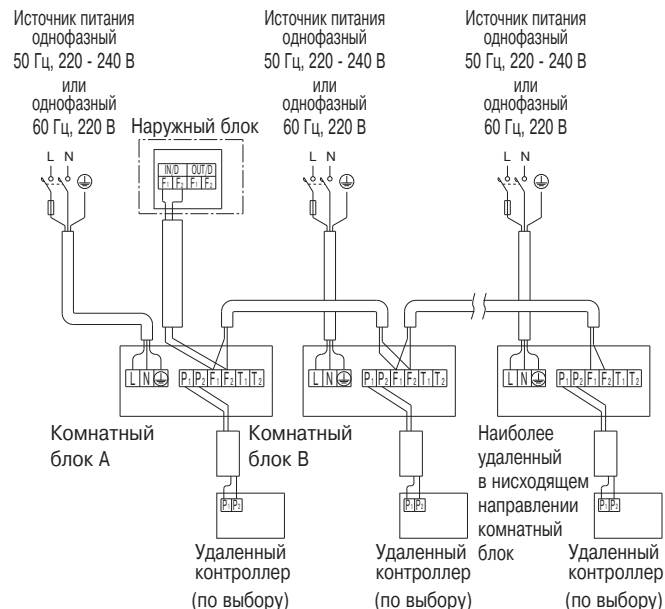 Источник питания
однофазный
50 Гц, 220 - 240 В
или
однофазный
60 Гц, 220 В
Источник питания
однофазный
50 Гц, 220 - 240 В
или
однофазный
60 Гц, 220 В
Источник питания
однофазный
50 Гц, 220 - 240 В
или
однофазный
60 Гц, 220 В
Наружный блок
L N
IN/D OUT/D
F1 F2 F1 F2
L N
L N
L N
P1 P2 F1 F2 T1 T2
L N
P1 P2 F1 F2 T1 T2
L N
P1 P2 F1 F2 T1 T2
Комнатный
блок A
Комнатный
блок B
Наиболее
удаленный
в нисходящем
направлении
комнатный
блок
P1 P2
P1 P2
P1 P2
Удаленный
контроллер
(по выбору)
Удаленный
контроллер
(по выбору)
Удаленный
контроллер
(по выбору)